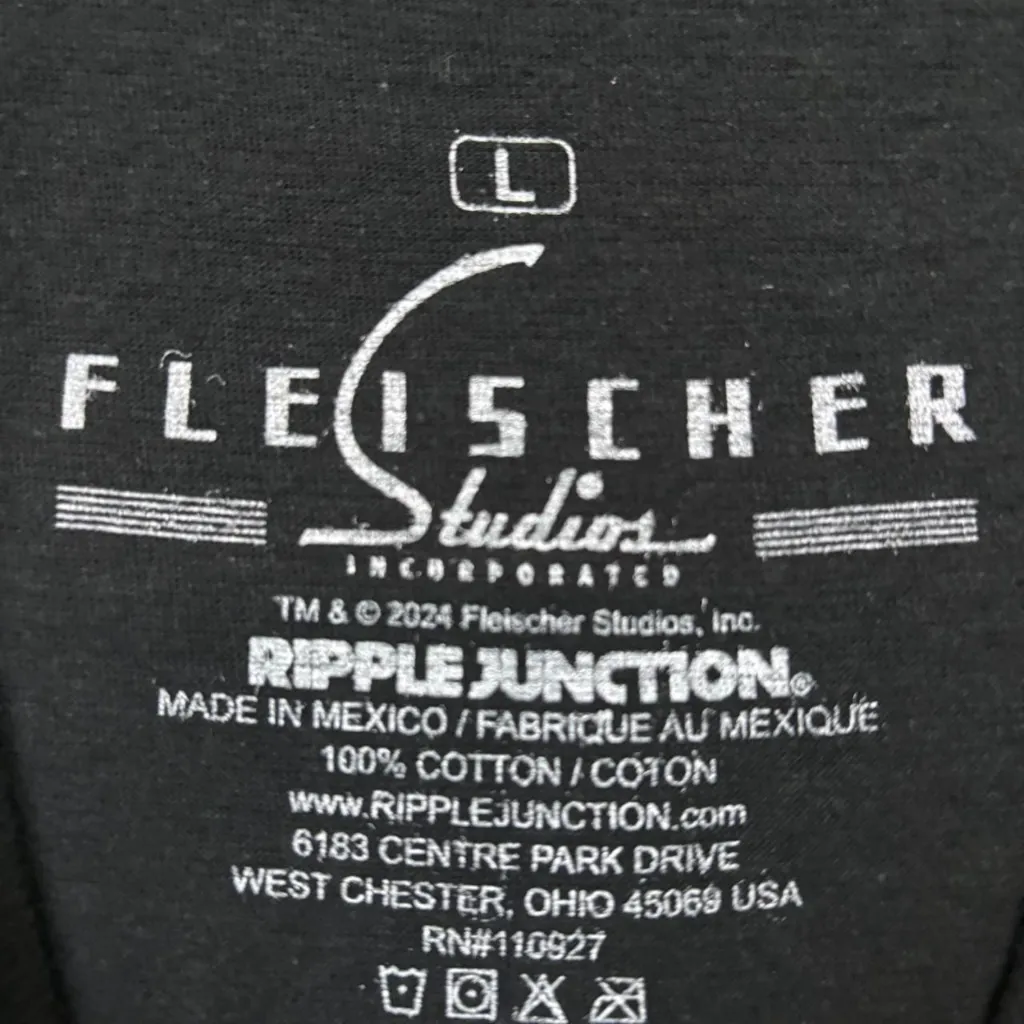 L
FLEISCHER
Studios
INCORPORATED
TM & © 2024 Fleischer Studios, Inc.
RIPPLE JUNCTION®
MADE IN MEXICO / FABRIQUE AU MEXIQUE
100% COTTON / COTON
www.RIPPLEJUNCTION.com
6183 CENTRE PARK DRIVE
WEST CHESTER, OHIO 45069 USA
RN#110927